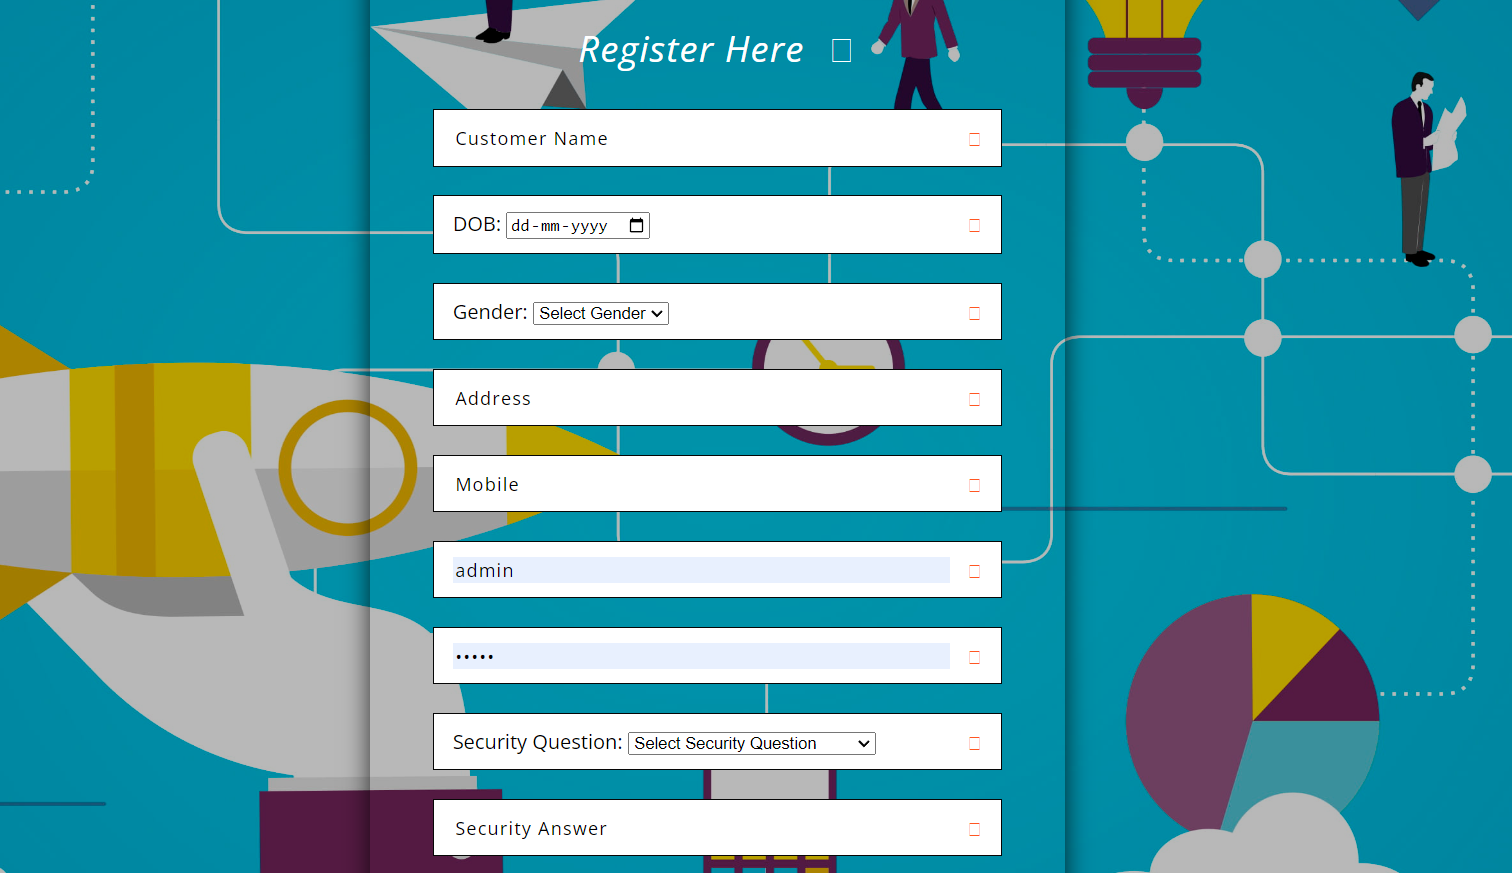 Register Here
Customer Name
DOB: dd-mm-yyyy
Gender: Select Gender
Address
Mobile
admin
•••••
Security Question: Select Security Question
Security Answer